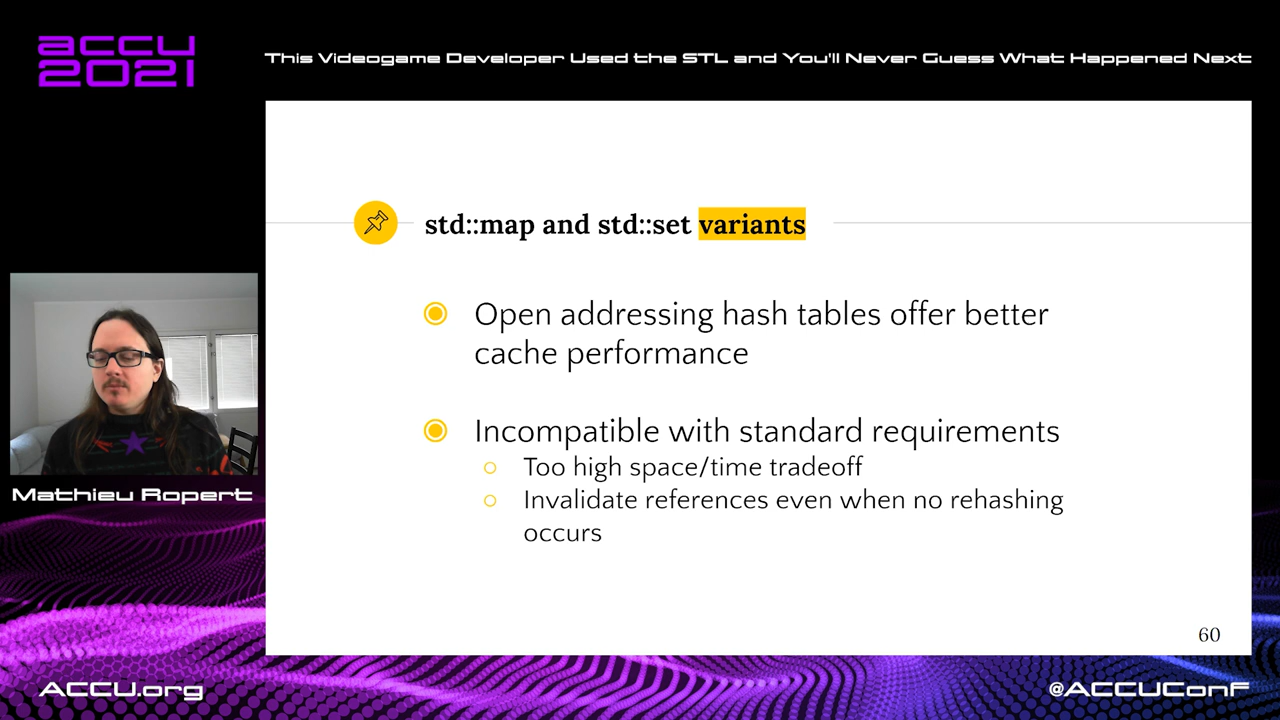 accu
2021
This Videogame Developer Used the STL and You'll Never Guess What Happened Next
std::map and std::set variants
Open addressing hash tables offer better
cache performance
Incompatible with standard requirements
Too high space/time tradeoff
Invalidate references even when no rehashing
occurs
60
Mathieu Ropert
ACCU.org
@ACCUConf